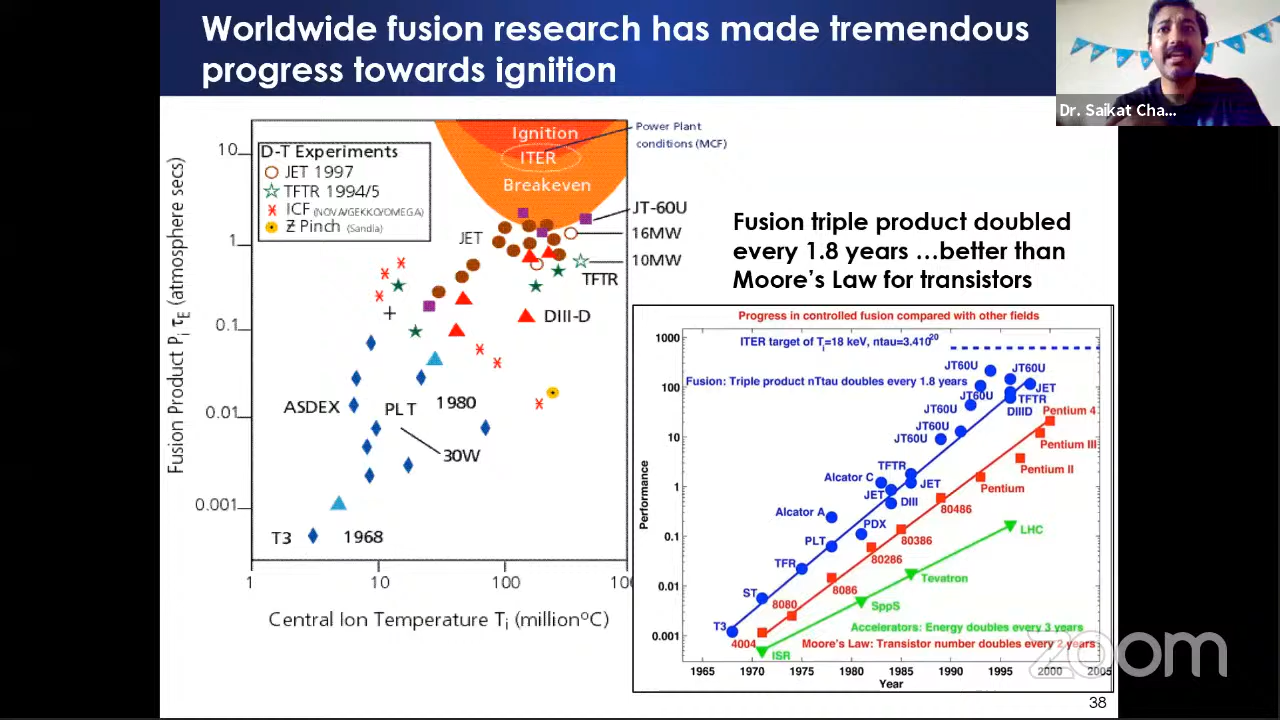 Worldwide fusion research has made tremendous
progress towards ignition
Dr. Saikat Cha...
Fusion Product Pi τE (atmosphere secs)
10
1
0.1
0.01
0.001
D-T Experiments
JET 1997
TFTR 1994/5
ICF (NOVA/GEKKO/OMEGA)
Z Pinch (Sandia)
Ignition
ITER
Breakeven
Power Plant
conditions (MCF)
JT-60U
16MW
10MW
JET
TFTR
DIII-D
ASDEX
PLT
1980
30W
T3
1968
1
10
100
100
Central Ion Temperature Ti (million⁰C)
Fusion triple product doubled
every 1.8 years …better than
Moore's Law for transistors
Progress in controlled fusion compared with other fields
ITER target of Ti=18 keV, ntau=3.410^20
Fusion: Triple product nTtau doubles every 1.8 years
Performance
1000
100
10
1
0.1
0.01
0.001
JT60U
JT60U
JT60U
JET
JT60U
TFTR
DIIID
JT60U
JT60U
Pentium 4
Pentium III
Pentium II
Pentium
TFTR
Alcator C
JET
JET
DIII
Alcator A
PDX
PLT
80486
80386
80286
LHC
TFR
Tevatron
ST
8086
8080
SppS
T3
4004
ISR
Accelerators: Energy doubles every 3 years
Moore's Law: Transistor number doubles every 2 years
1965
1970
1975
1980
1985
1990
1995
2000
2005
Year
zoom
38